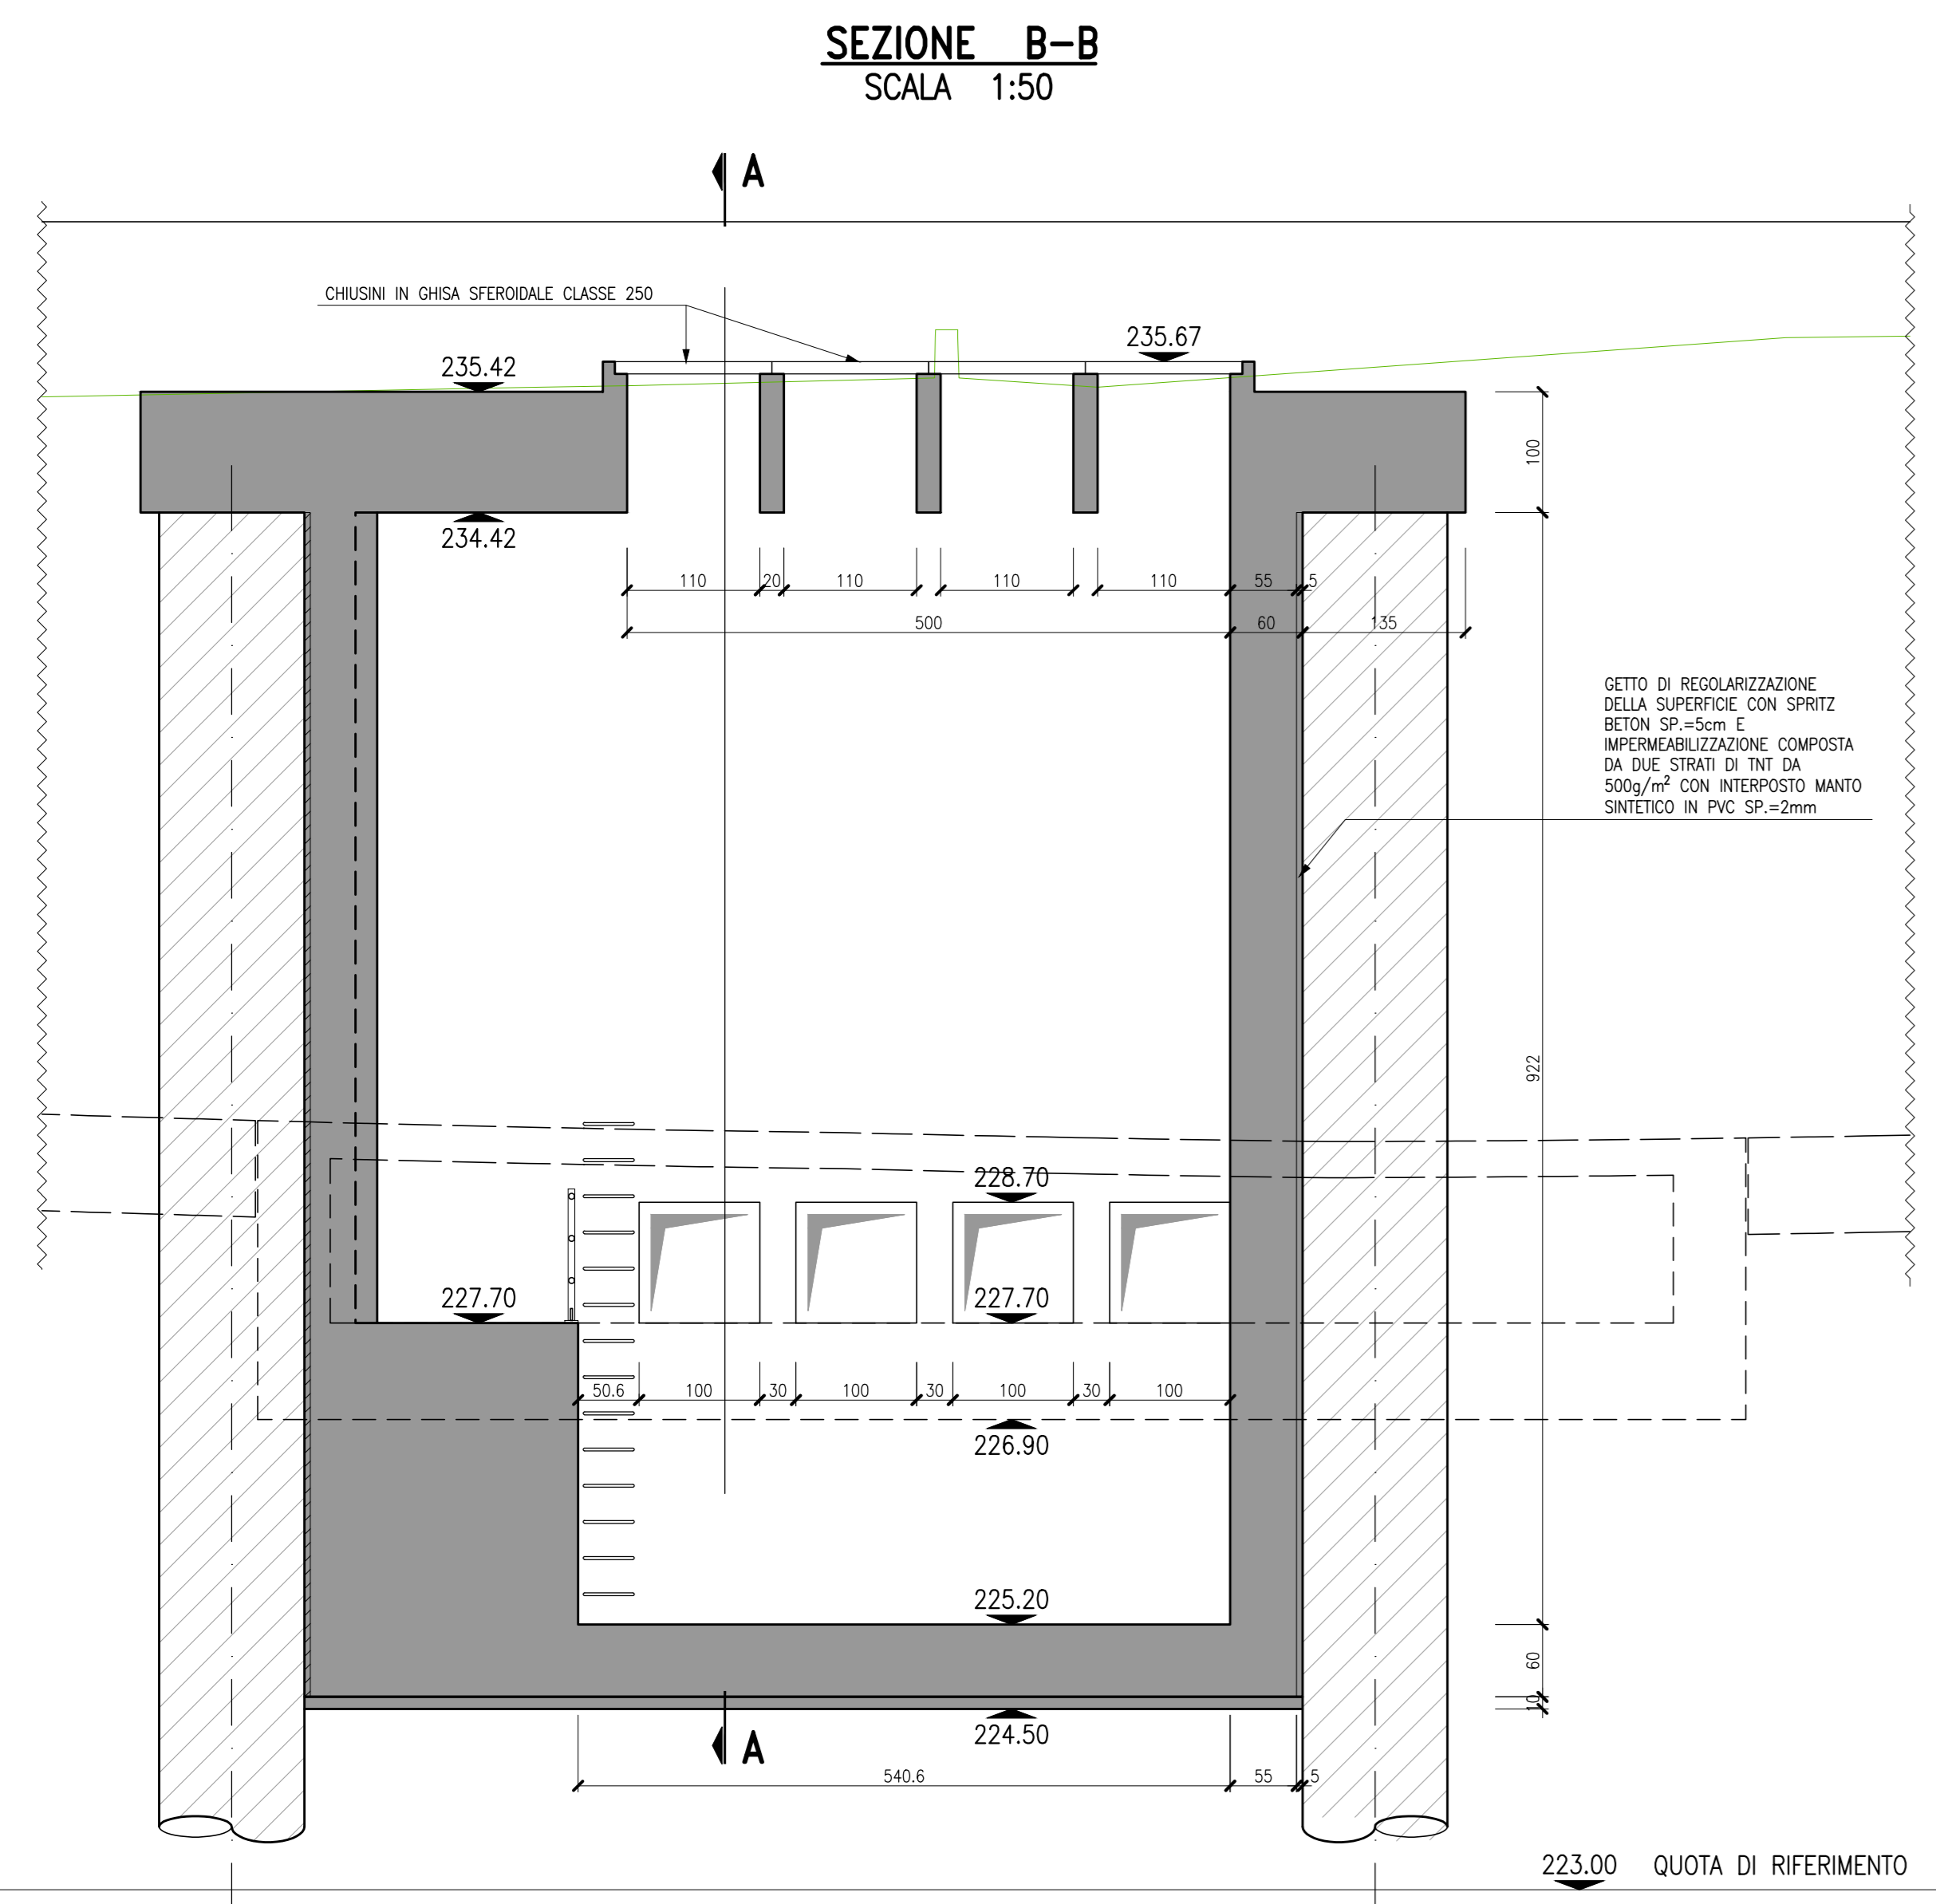 SEZIONE B-B
SCALA 1:50
A
CHIUSINI IN GHISA SFEROIDALE CLASSE 250
235.67
235.42
234.42
100
110 20 110 110 110 55 5
500 60 135
GETTO DI REGOLARIZZAZIONE
DELLA SUPERFICIE CON SPRITZ
BETON SP.=5cm E
IMPERMEABILIZZAZIONE COMPOSTA
DA DUE STRATI DI TNT DA
500g/m² CON INTERPOSTO MANTO
SINTETICO IN PVC SP.=2mm
922
228.70
227.70 227.70
50.6 100 30 100 30 100 30 100
226.90
225.20
60
10
224.50
A
540.6 55 5
223.00 QUOTA DI RIFERIMENTO